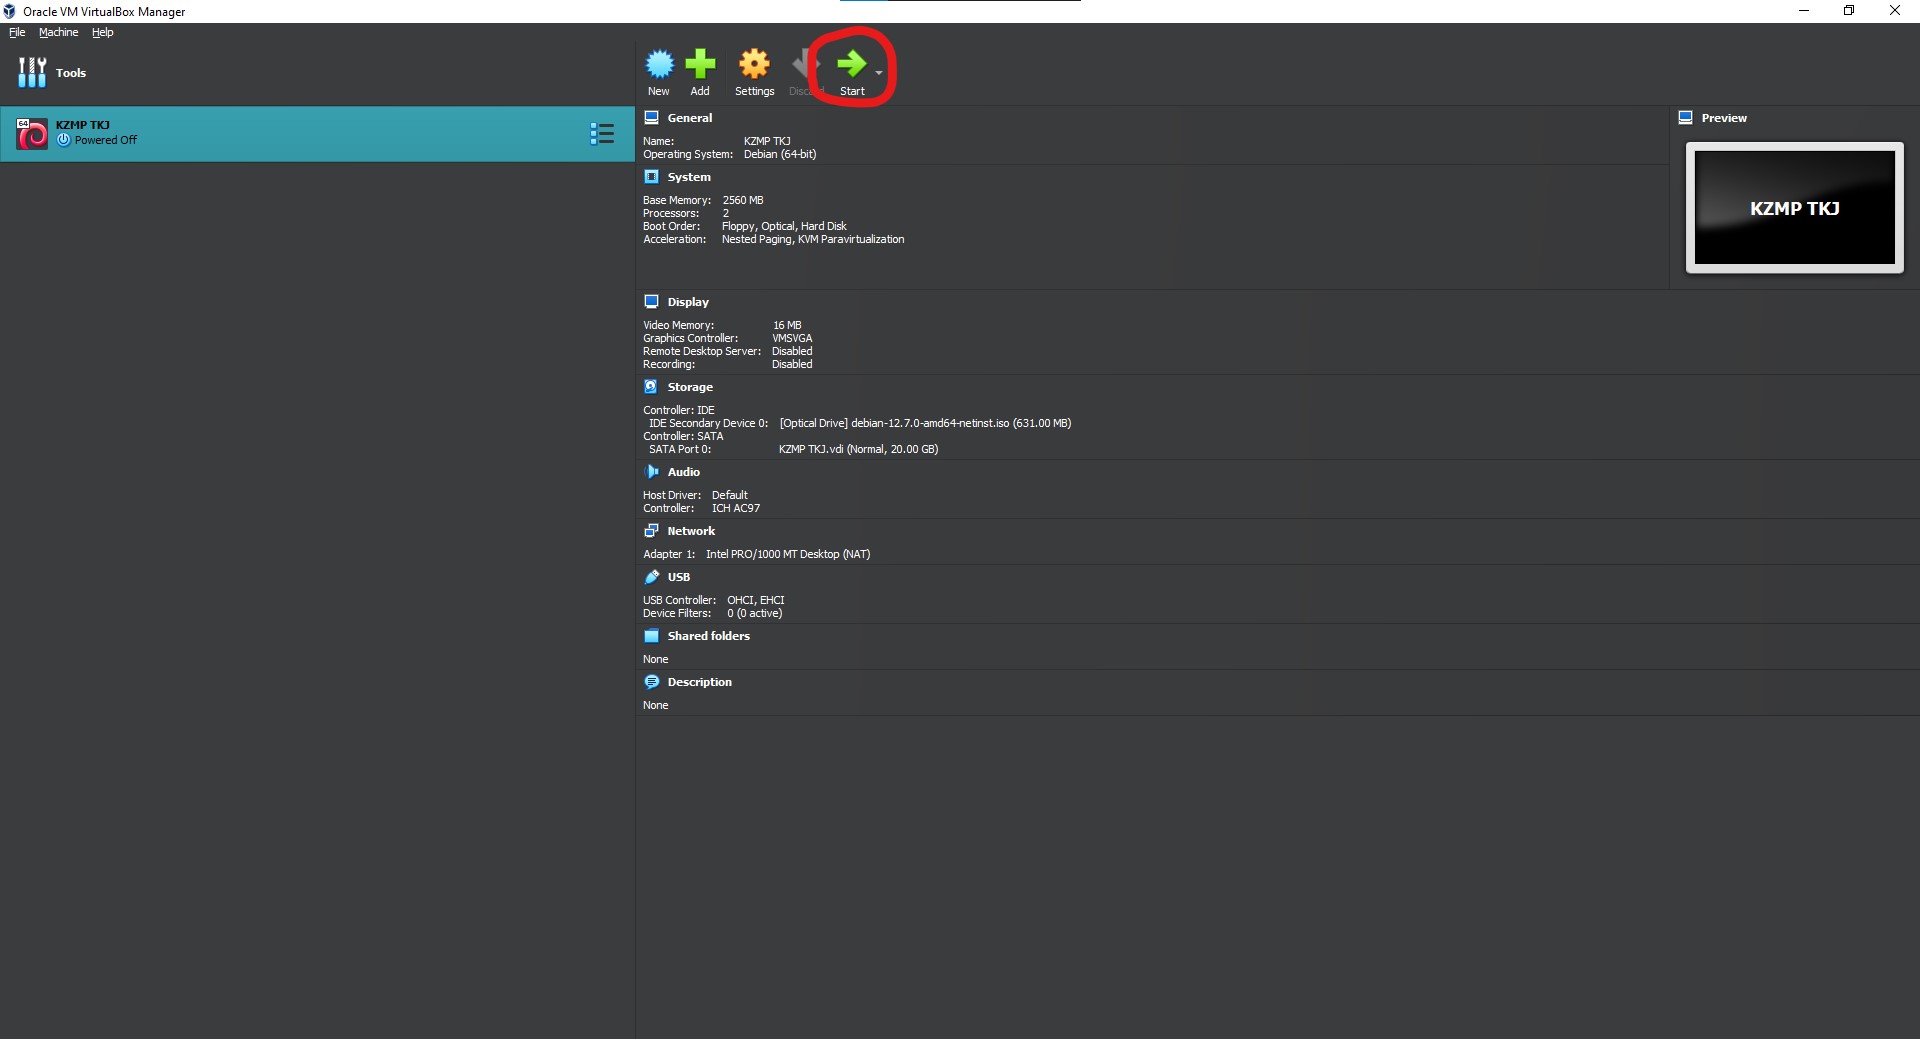 Oracle VM VirtualBox Manager
File Machine Help
Tools
New Add Settings Discard Start
64
KZMP TKJ
Powered Off
General
Name: KZMP TKJ
Operating System: Debian (64-bit)
System
Base Memory: 2560 MB
Processors: 2
Boot Order: Floppy, Optical, Hard Disk
Acceleration: Nested Paging, KVM Paravirtualization
Preview
KZMP TKJ
Display
Video Memory: 16 MB
Graphics Controller: VMSVGA
Remote Desktop Server: Disabled
Recording: Disabled
Storage
Controller: IDE
IDE Secondary Device 0: [Optical Drive] debian-12.7.0-amd64-netinst.iso (631.00 MB)
Controller: SATA
SATA Port 0: KZMP TKJ.vdi (Normal, 20.00 GB)
Audio
Host Driver: Default
Controller: ICH AC97
Network
Adapter 1: Intel PRO/1000 MT Desktop (NAT)
USB
USB Controller: OHCI, EHCI
Device Filters: 0 (0 active)
Shared folders
None
Description
None